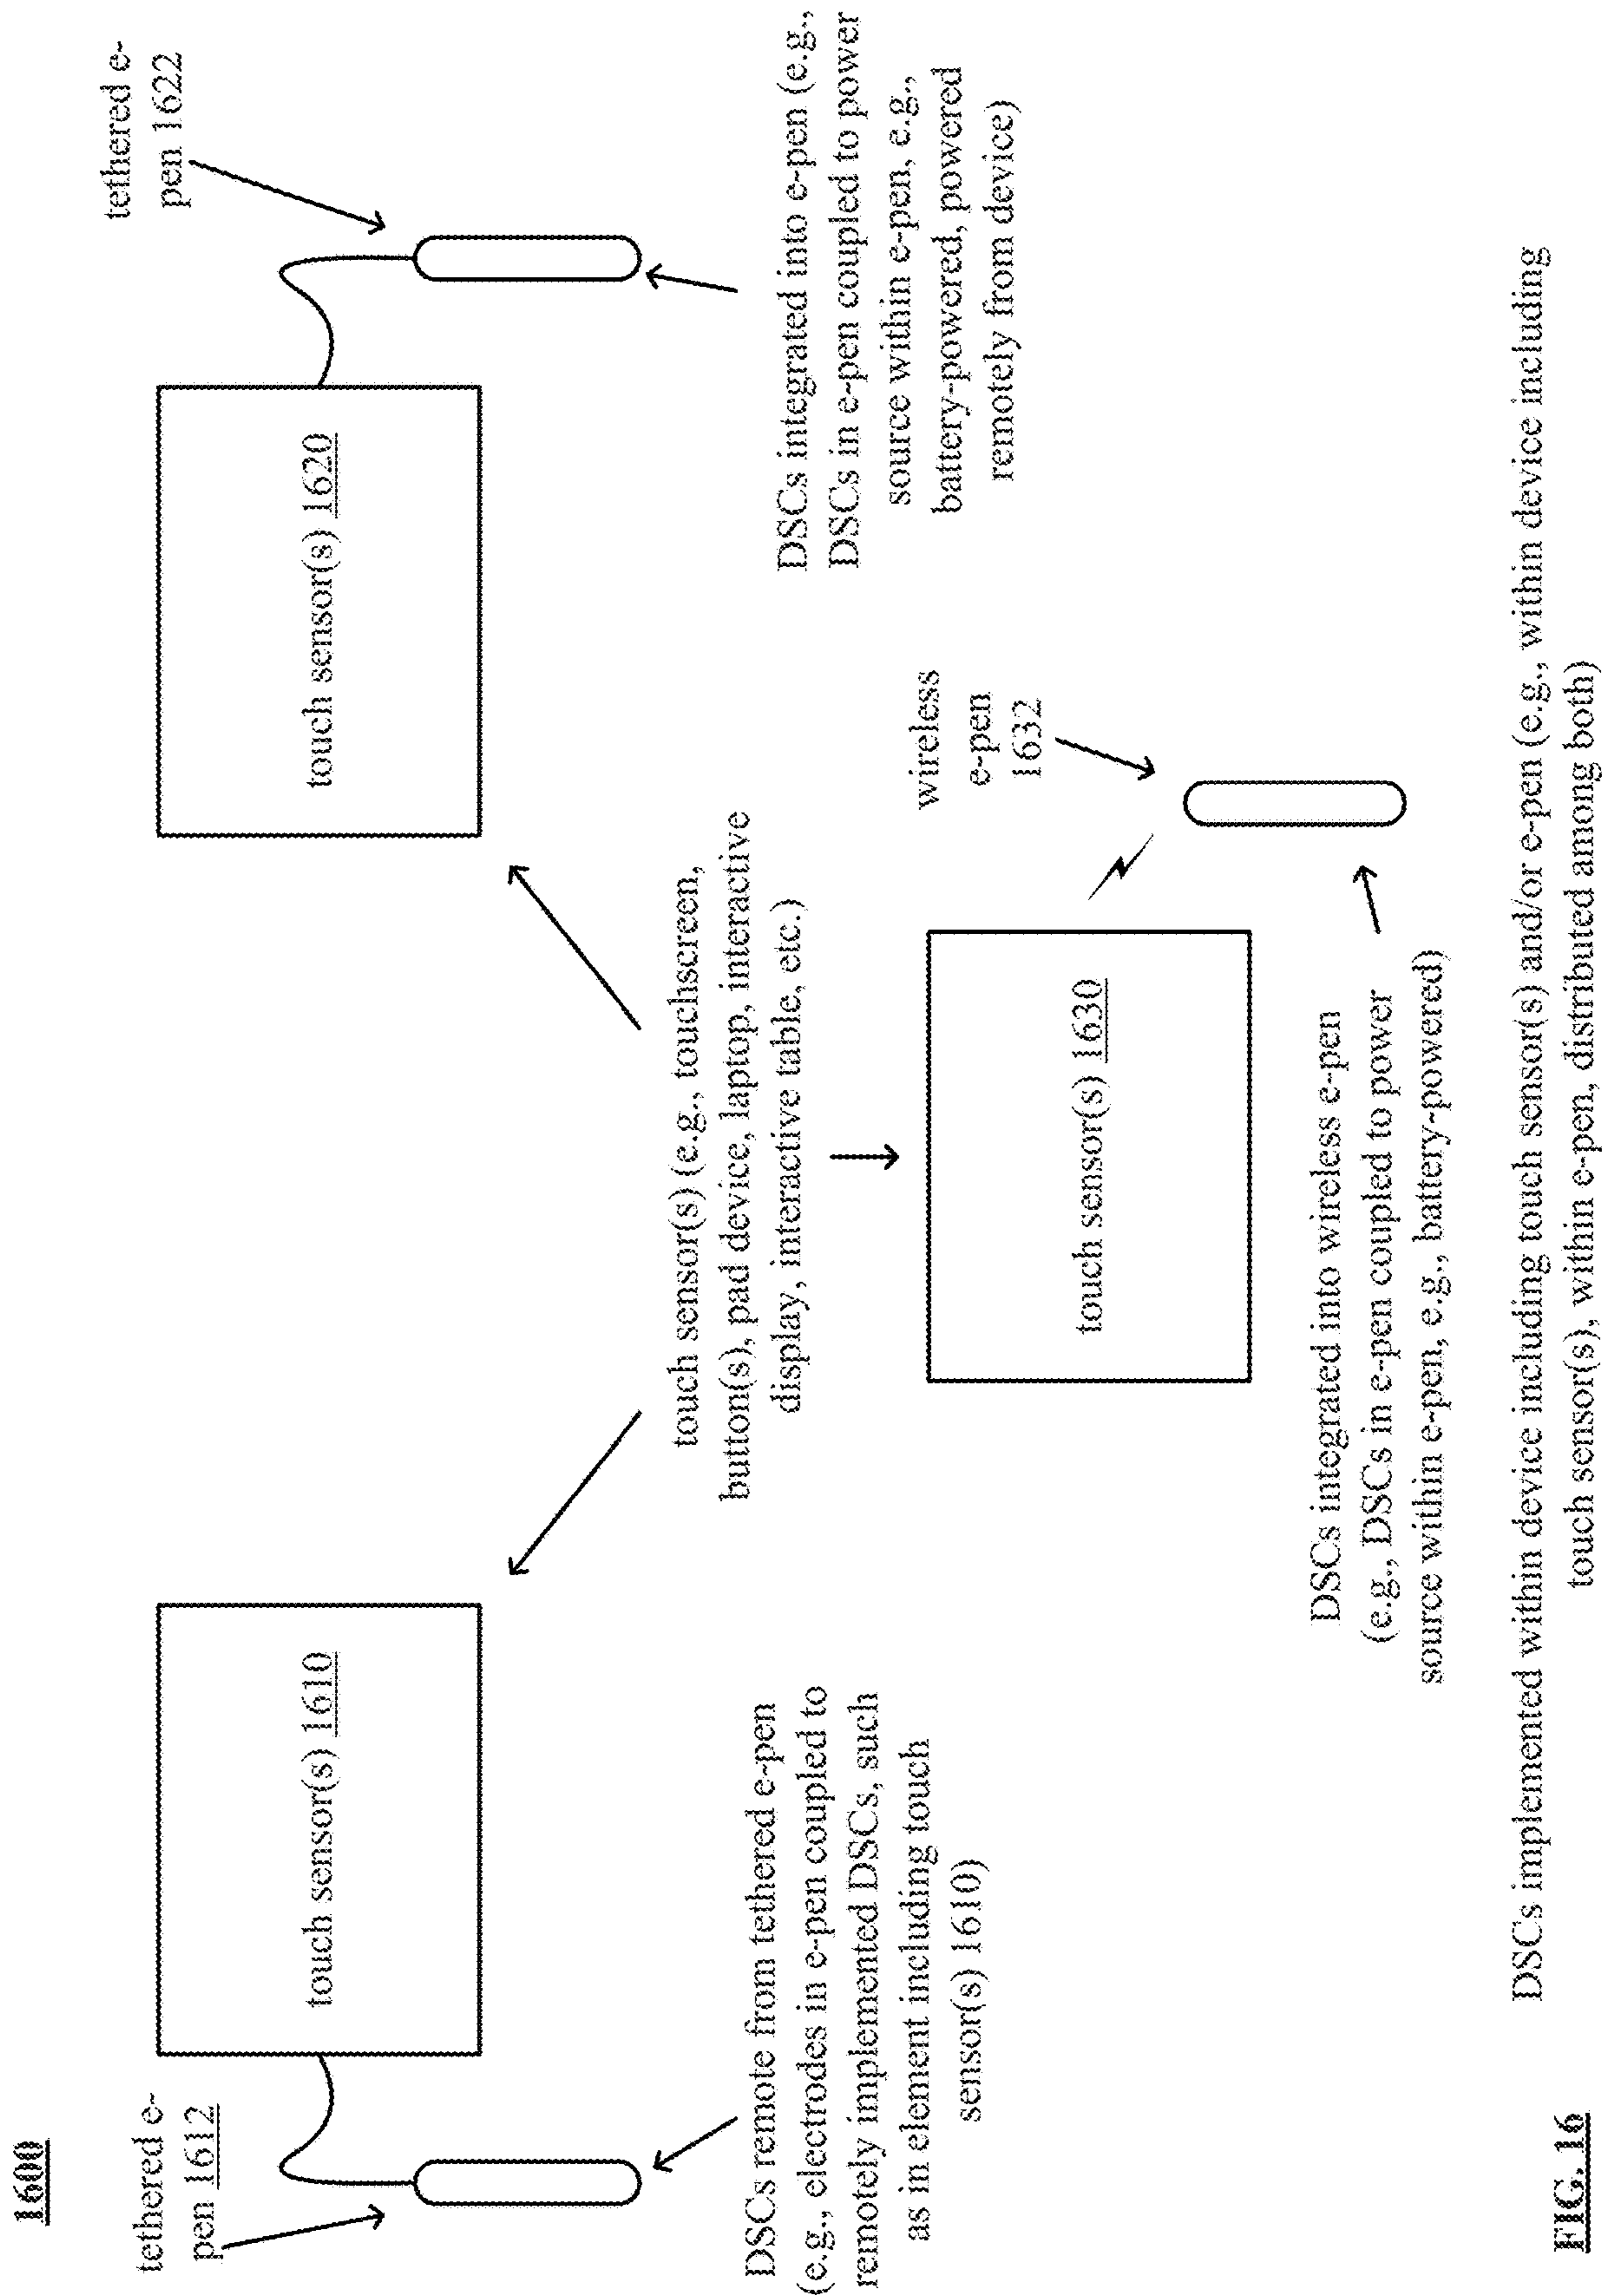 1600
tethered e-
pen 1612
touch sensor(s) 1610
DSCs remote from tethered e-pen
(e.g., electrodes in e-pen coupled to
remotely implemented DSCs, such
as in element including touch
sensor(s) 1610)
touch sensor(s) (e.g., touchscreen,
button(s), pad device, laptop, interactive
display, interactive table, etc.)
touch sensor(s) 1620
tethered e-
pen 1622
DSCs integrated into e-pen (e.g.,
DSCs in e-pen coupled to power
source within e-pen, e.g.,
battery-powered, powered
remotely from device)
touch sensor(s) 1630
wireless
e-pen
1632
DSCs integrated into wireless e-pen
(e.g., DSCs in e-pen coupled to power
source within e-pen, e.g., battery-powered)
DSCs implemented within device including touch sensor(s) and/or e-pen (e.g., within device including
touch sensor(s), within e-pen, distributed among both)
FIG. 16